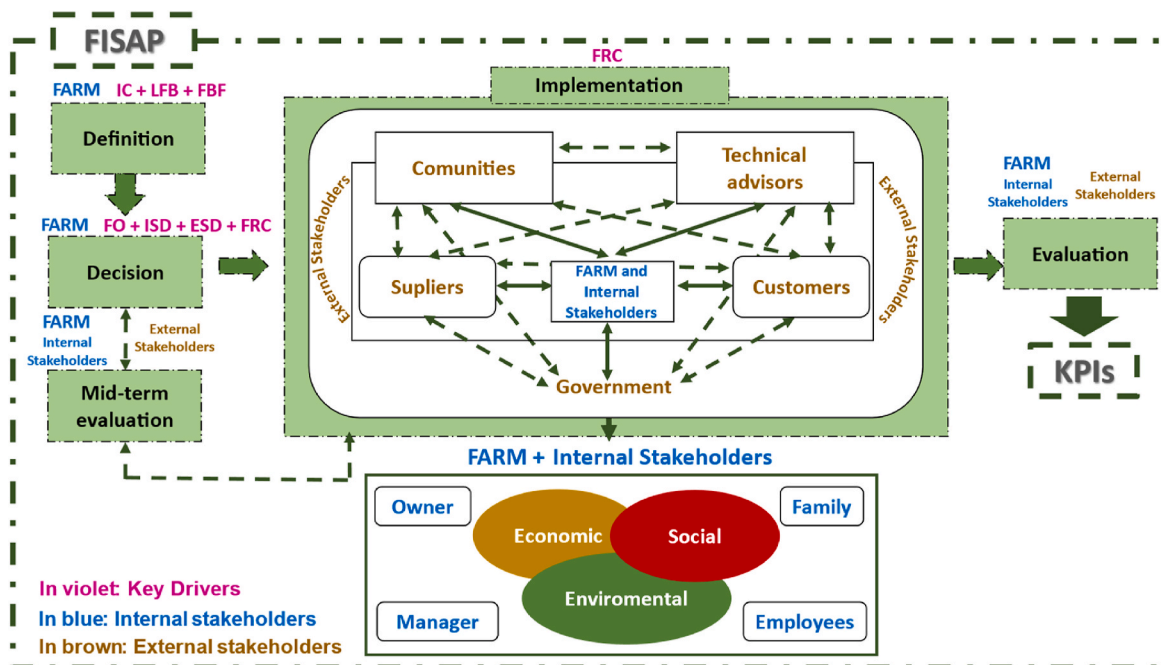 FISAP
FARM IC + LFB + FBF
Definition
FARM FO + ISD + ESD + FRC
Decision
FARM
Internal
Stakeholders
External
Stakeholders
Mid-term
evaluation
FRC
Implementation
Comunities
Technical
advisors
External Stakeholders
External Stakeholders
Supliers
FARM and
Internal
Stakeholders
Customers
Government
FARM
Internal
Stakeholders
External
Stakeholders
Evaluation
KPIs
FARM + Internal Stakeholders
Owner
Family
Economic
Social
Enviromental
Manager
Employees
In violet: Key Drivers
In blue: Internal stakeholders
In brown: External stakeholders